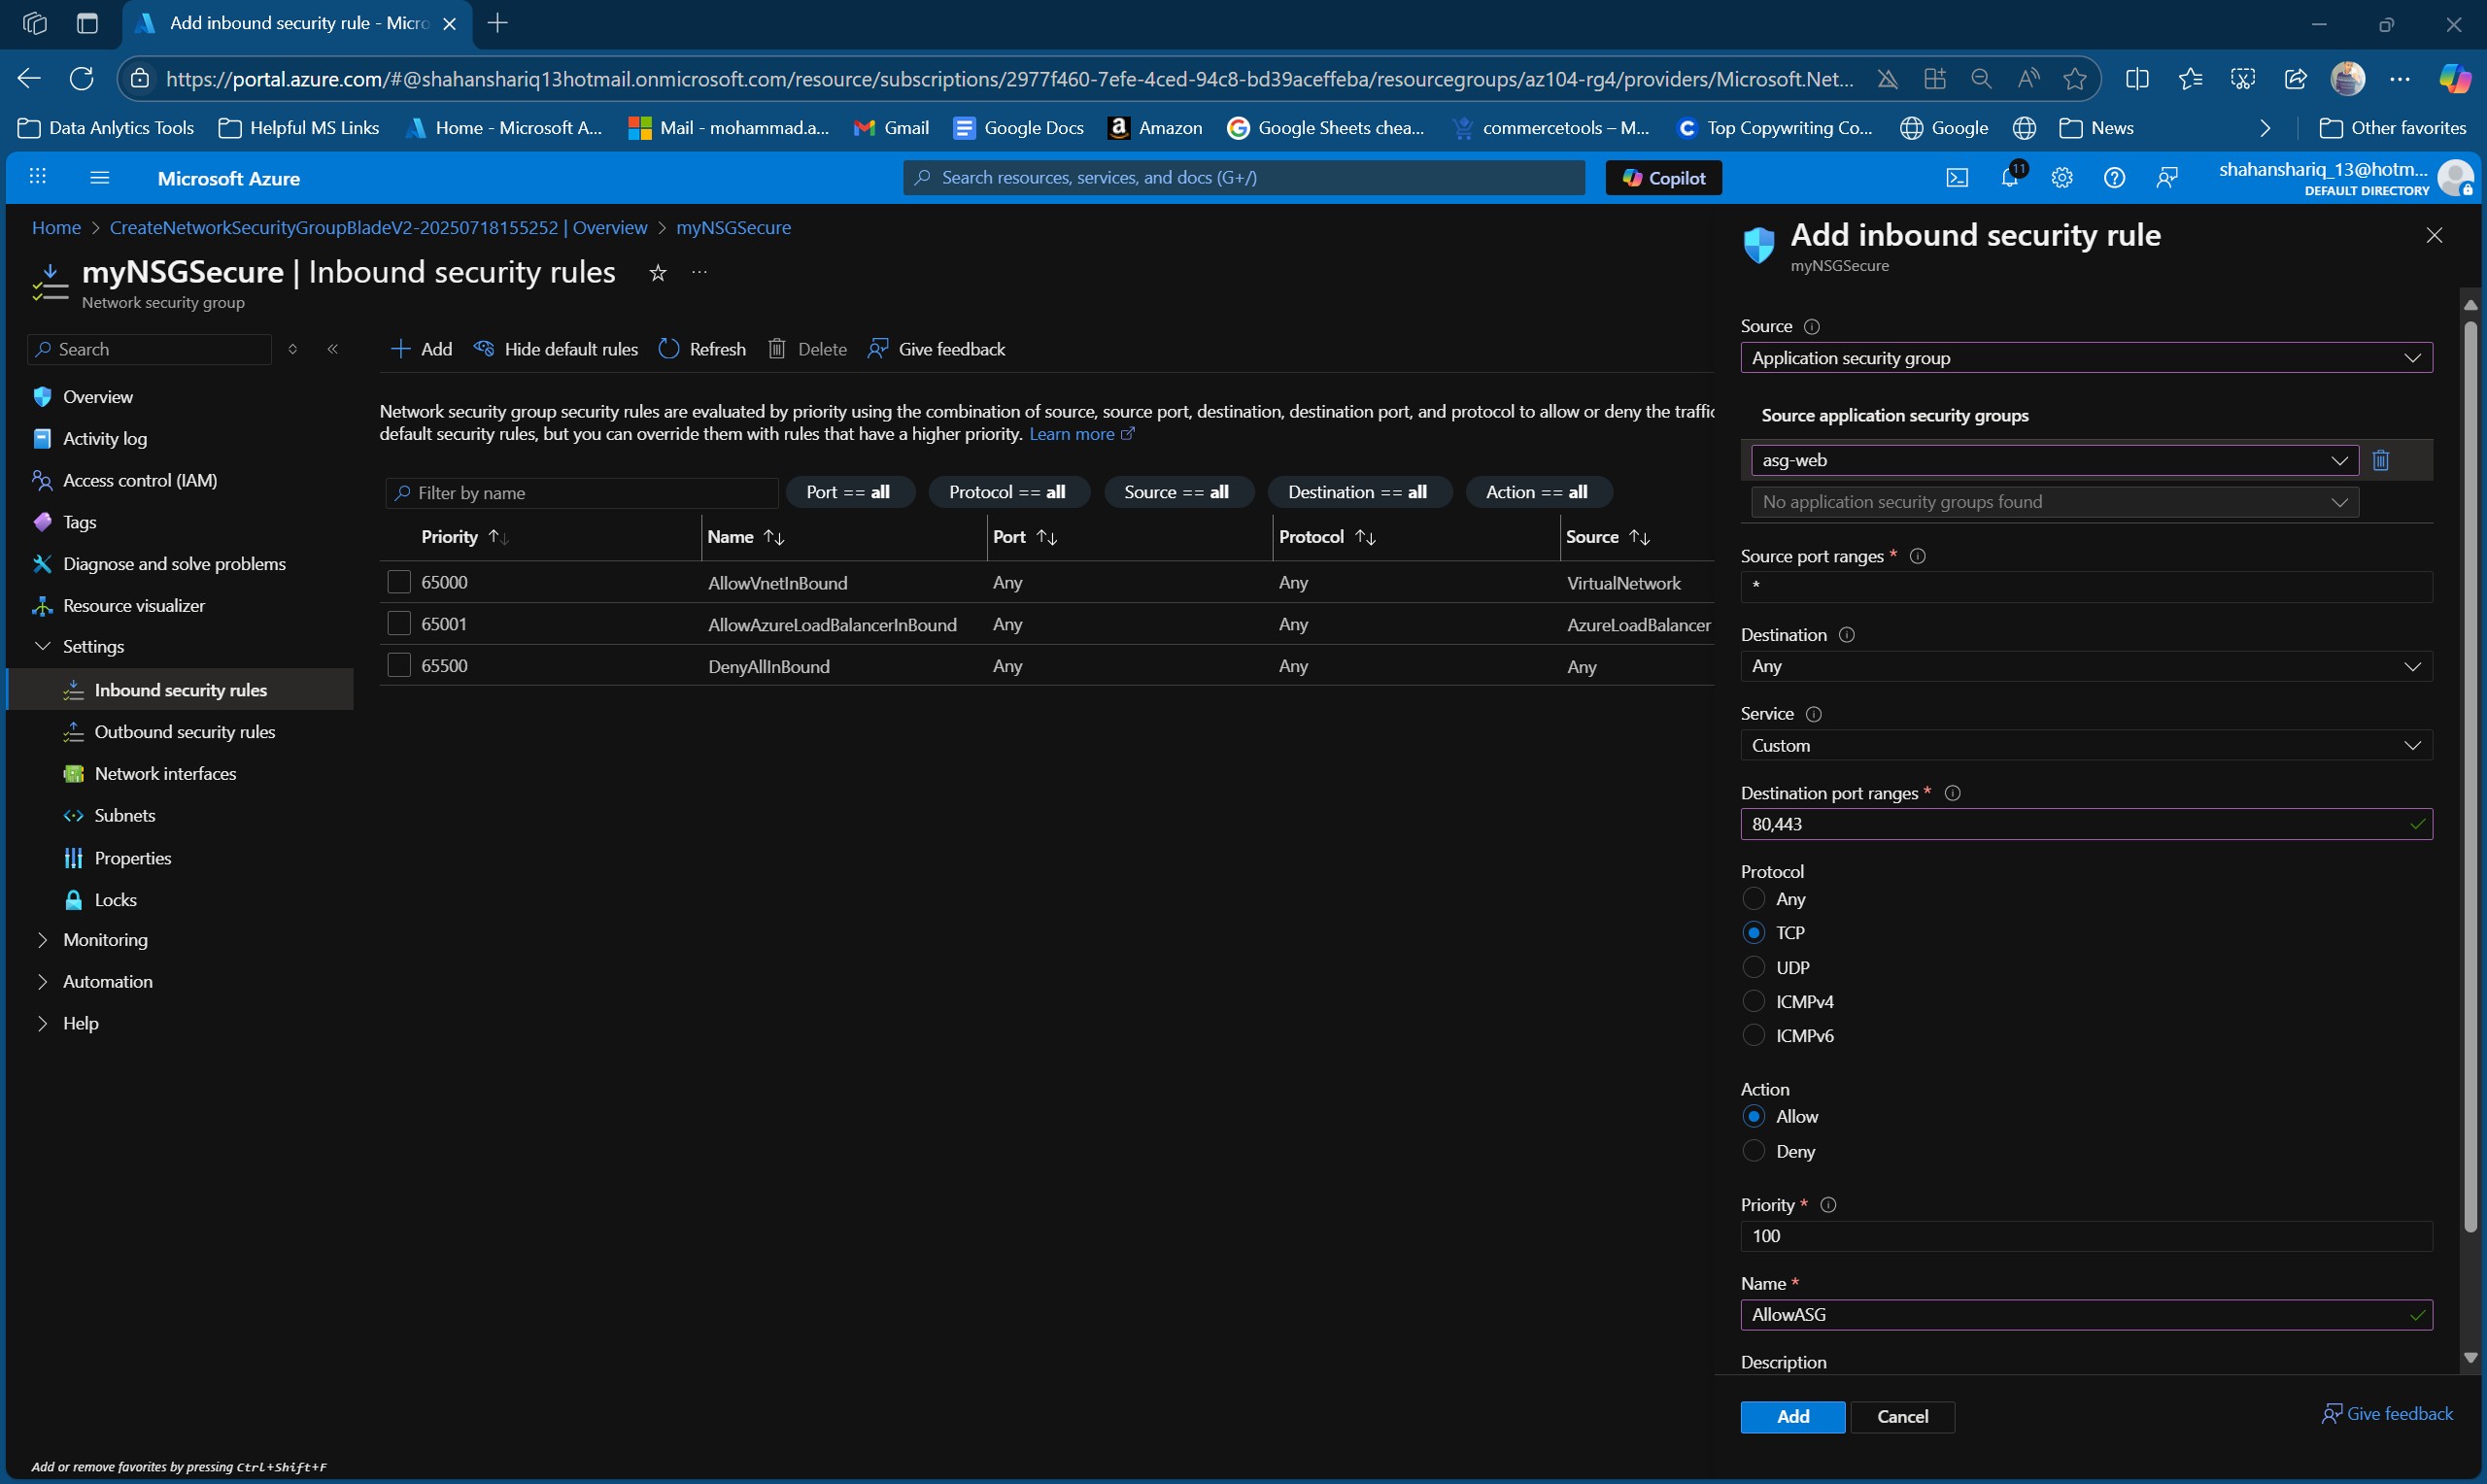 Add inbound security rule - Micro
https://portal.azure.com/#@shahanshariq13hotmail.onmicrosoft.com/resource/subscriptions/2977f460-7efe-4ced-94c8-bd39aceffeba/resourcegroups/az104-rg4/providers/Microsoft.Net...
Data Anlytics Tools
Helpful MS Links
Home - Microsoft A...
Mail - mohammad.a...
Gmail
Google Docs
Amazon
Google Sheets chea...
commercetools – M...
Top Copywriting Co...
Google
News
Other favorites
Microsoft Azure
Search resources, services, and docs (G+/)
Copilot
11
shahanshariq_13@hotm...
DEFAULT DIRECTORY
Home > CreateNetworkSecurityGroupBladeV2-20250718155252 | Overview > myNSGSecure
myNSGSecure | Inbound security rules
Network security group
Search
Overview
Activity log
Access control (IAM)
Tags
Diagnose and solve problems
Resource visualizer
Settings
Inbound security rules
Outbound security rules
Network interfaces
Subnets
Properties
Locks
Monitoring
Automation
Help
Add or remove favorites by pressing Ctrl+Shift+F
Add
Hide default rules
Refresh
Delete
Give feedback
Network security group security rules are evaluated by priority using the combination of source, source port, destination, destination port, and protocol to allow or deny the traffic
default security rules, but you can override them with rules that have a higher priority. Learn more
Filter by name
Port == all
Protocol == all
Source == all
Destination == all
Action == all
Priority Name Port Protocol Source
65000 AllowVnetInBound Any Any VirtualNetwork
65001 AllowAzureLoadBalancerInBound Any Any AzureLoadBalancer
65500 DenyAllInBound Any Any Any
Add inbound security rule
myNSGSecure
Source
Application security group
Source application security groups
asg-web
No application security groups found
Source port ranges *
*
Destination
Any
Service
Custom
Destination port ranges *
80,443
Protocol
Any
TCP
UDP
ICMPv4
ICMPv6
Action
Allow
Deny
Priority *
100
Name *
AllowASG
Description
Add
Cancel
Give feedback